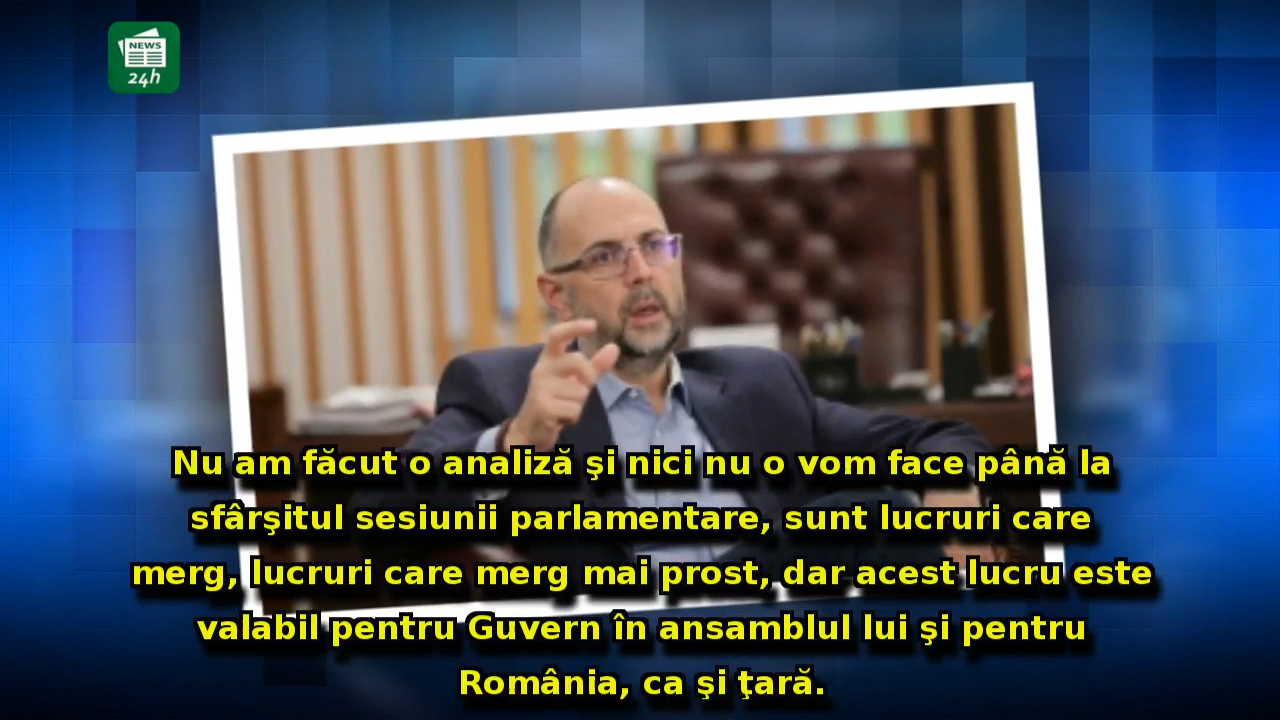 NEWS
24h
Nu am făcut o analiză şi nici nu o vom face până la
sfârşitul sesiunii parlamentare, sunt lucruri care
merg, lucruri care merg mai prost, dar acest lucru este
valabil pentru Guvern în ansamblul lui şi pentru
România, ca şi ţară.